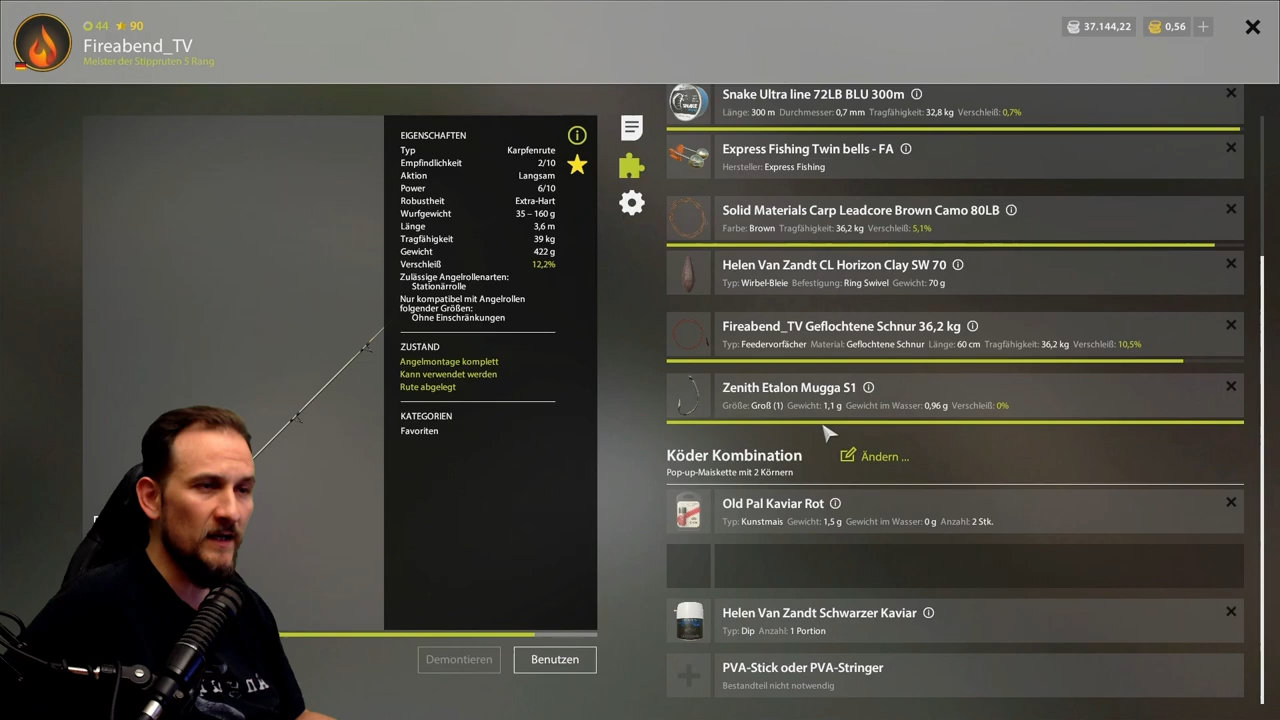 44 90
37.144,22
0,56
Fireabend_TV
Meister der Stippruten 5 Rang
EIGENSCHAFTEN
Typ Karpfenrute
Empfindlichkeit 2/10
Aktion Langsam
Power 6/10
Robustheit Extra-Hart
Wurfgewicht 35 – 160 g
Länge 3,6 m
Tragfähigkeit 39 kg
Gewicht 422 g
Verschleiß 12,2%
Zulässige Angelrollenarten:
Stationärrolle
Nur kompatibel mit Angelrollen
folgender Größen:
Ohne Einschränkungen
ZUSTAND
Angelmontage komplett
Kann verwendet werden
Rute abgelegt
KATEGORIEN
Favoriten
Demontieren
Benutzen
Snake Ultra line 72LB BLU 300m
Länge: 300 m Durchmesser: 0,7 mm Tragfähigkeit: 32,8 kg Verschleiß: 0,7%
Express Fishing Twin bells - FA
Hersteller: Express Fishing
Solid Materials Carp Leadcore Brown Camo 80LB
Farbe: Brown Tragfähigkeit: 36,2 kg Verschleiß: 5,1%
Helen Van Zandt CL Horizon Clay SW 70
Typ: Wirbel-Bleie Befestigung: Ring Swivel Gewicht: 70 g
Fireabend_TV Geflochtene Schnur 36,2 kg
Typ: Feedervorfächer Material: Geflochtene Schnur Länge: 60 cm Tragfähigkeit: 36,2 kg Verschleiß: 10,5%
Zenith Etalon Mugga S1
Größe: Groß (1) Gewicht: 1,1 g Gewicht im Wasser: 0,96 g Verschleiß: 0%
Köder Kombination
Ändern ...
Pop-up-Maiskette mit 2 Körnern
Old Pal Kaviar Rot
Typ: Kunstmais Gewicht: 1,5 g Gewicht im Wasser: 0 g Anzahl: 2 Stk.
Helen Van Zandt Schwarzer Kaviar
Typ: Dip Anzahl: 1 Portion
PVA-Stick oder PVA-Stringer
Bestandteil nicht notwendig